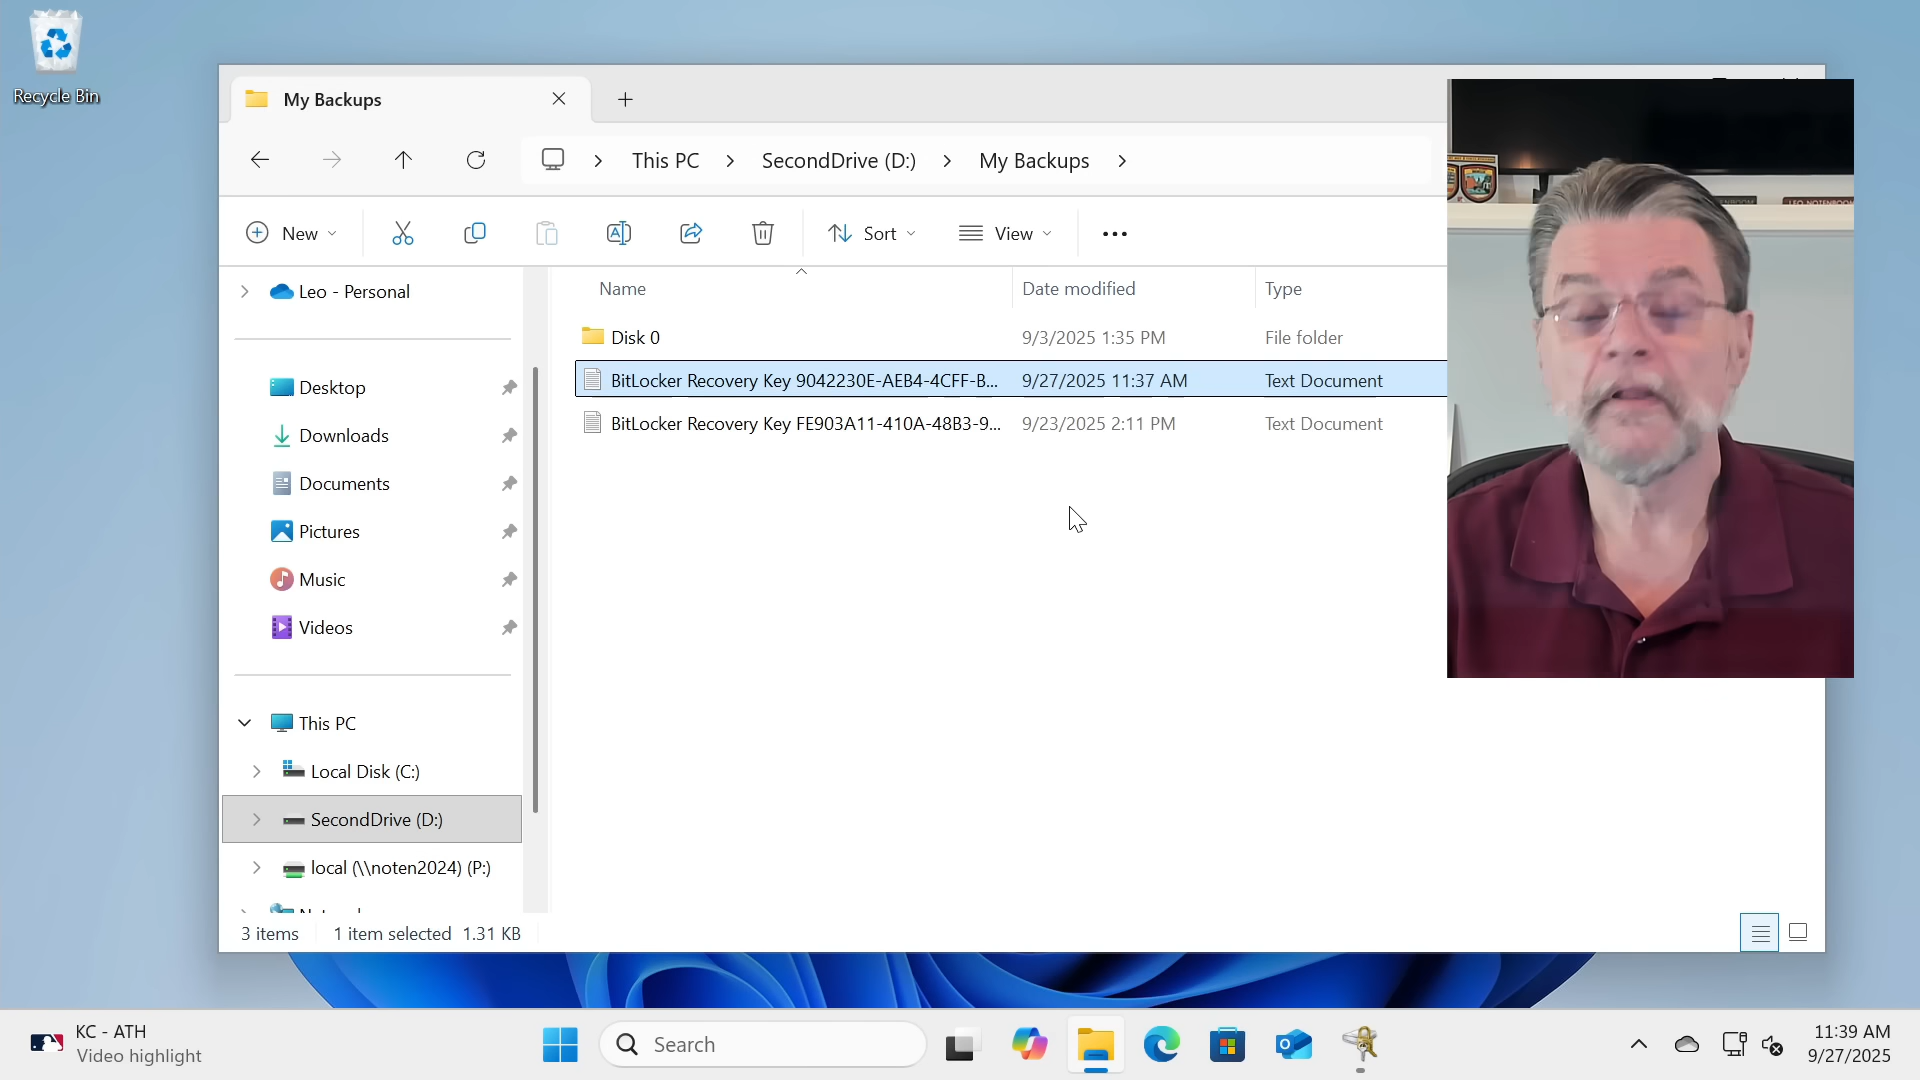 Recycle Bin
My Backups
This PC
SecondDrive (D:)
My Backups
New
Sort
View
Leo - Personal
Name
Date modified
Type
Disk 0
9/3/2025 1:35 PM
File folder
BitLocker Recovery Key 9042230E-AEB4-4CFF-B...
9/27/2025 11:37 AM
Text Document
BitLocker Recovery Key FE903A11-410A-48B3-9...
9/23/2025 2:11 PM
Text Document
Desktop
Downloads
Documents
Pictures
Music
Videos
This PC
Local Disk (C:)
SecondDrive (D:)
local (\\noten2024) (P:)
3 items
1 item selected 1.31 KB
LEO NOTENBOOM
KC - ATH
Video highlight
Search
11:39 AM
9/27/2025